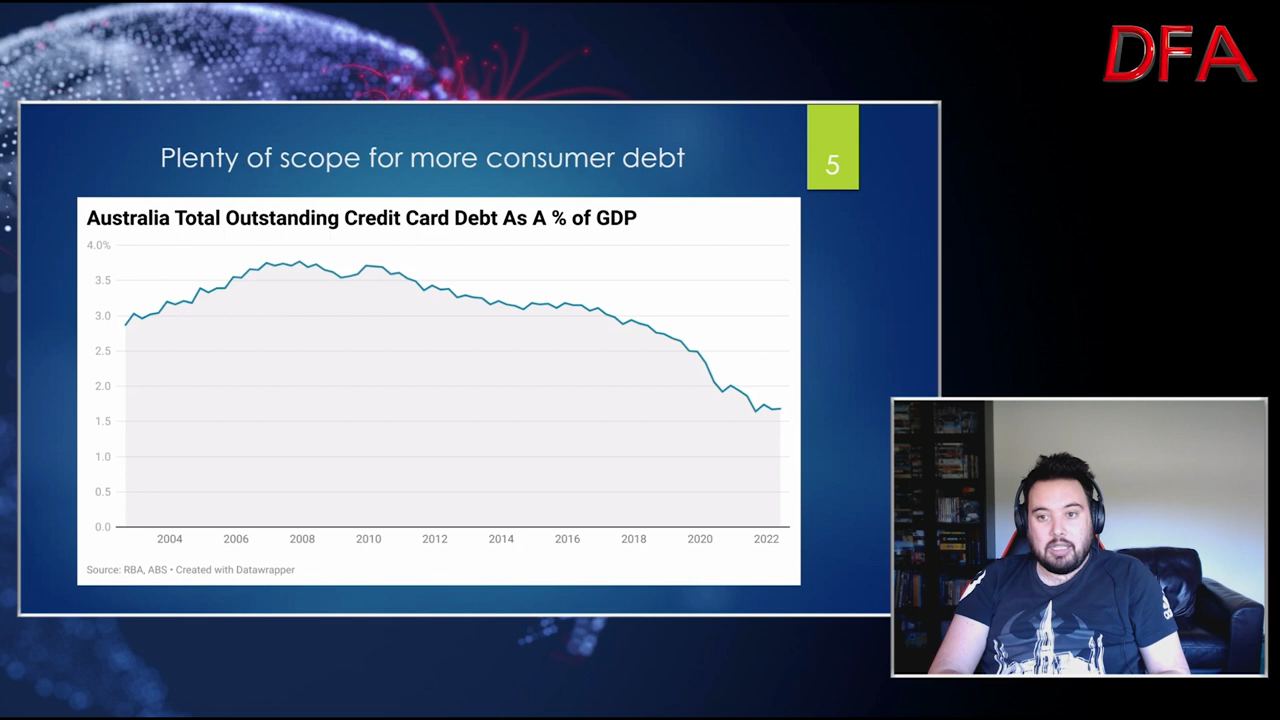 DFA
Plenty of scope for more consumer debt
5
Australia Total Outstanding Credit Card Debt As A % of GDP
4.0%
3.5
3.0
2.5
2.0
1.5
1.0
0.5
0.0
2004 2006 2008 2010 2012 2014 2016 2018 2020 2022
Source: RBA, ABS • Created with Datawrapper